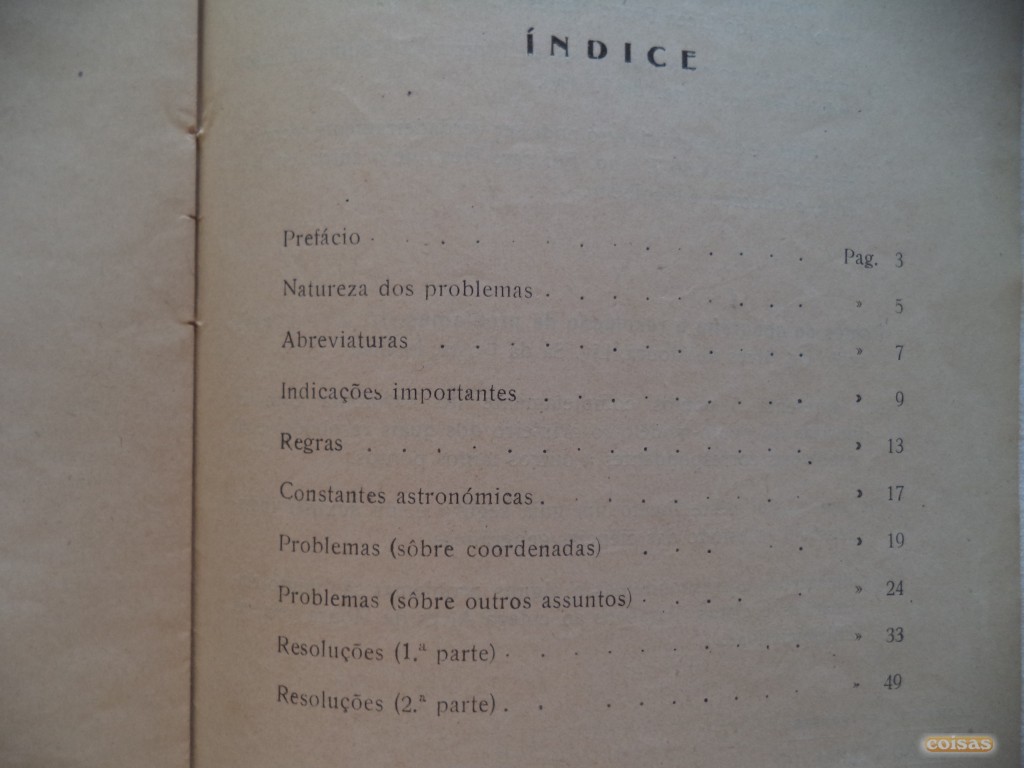 ÍNDICE
Prefácio . . . . . . . . . . Pag. 3
Natureza dos problemas . . . . . . . . . » 5
Abreviaturas . . . . . . . . . . » 7
Indicações importantes . . . . . . . . . » 9
Regras . . . . . . . . . . . » 13
Constantes astronómicas . . . . . . . . » 17
Problemas (sôbre coordenadas) . . . . . » 19
Problemas (sôbre outros assuntos) . . . . . » 24
Resoluções (1.ª parte) . . . . . . . . . » 33
Resoluções (2.ª parte) . . . . . . . . » 49
coisas